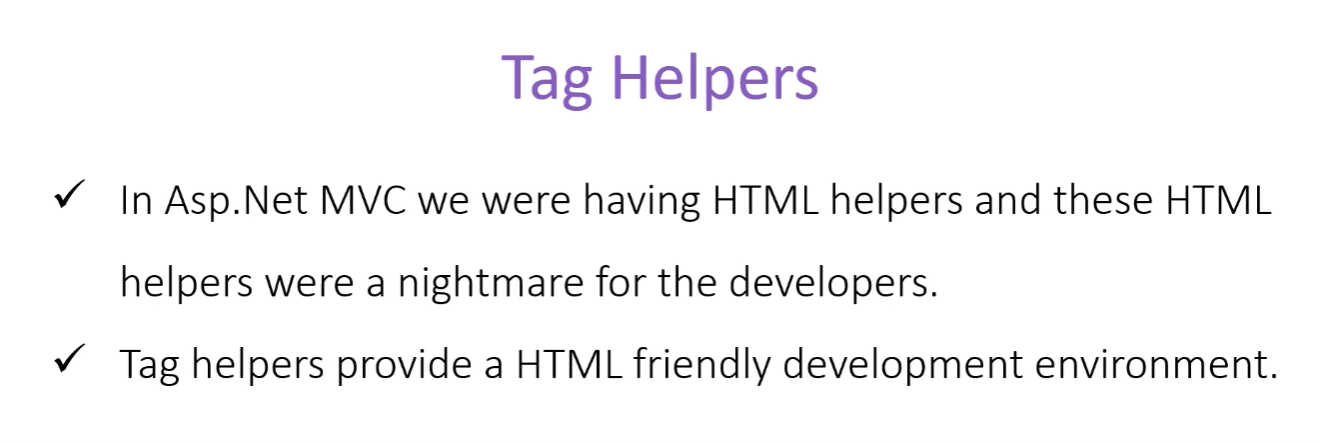 Tag Helpers
✓ In Asp.Net MVC we were having HTML helpers and these HTML
helpers were a nightmare for the developers.
✓ Tag helpers provide a HTML friendly development environment.